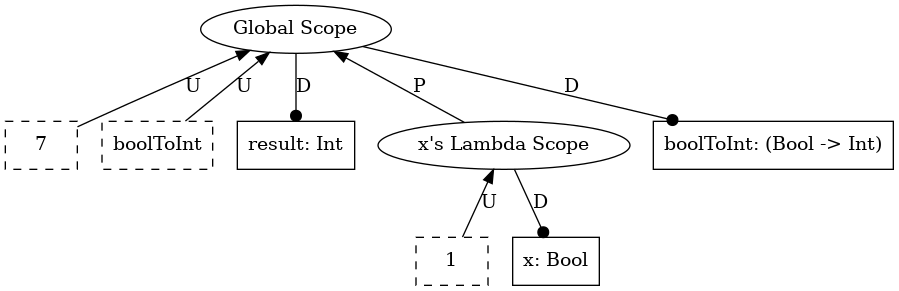 Global Scope
U
U
D
P
D
7
boolToInt
result: Int
x's Lambda Scope
boolToInt: (Bool -> Int)
U
D
1
x: Bool